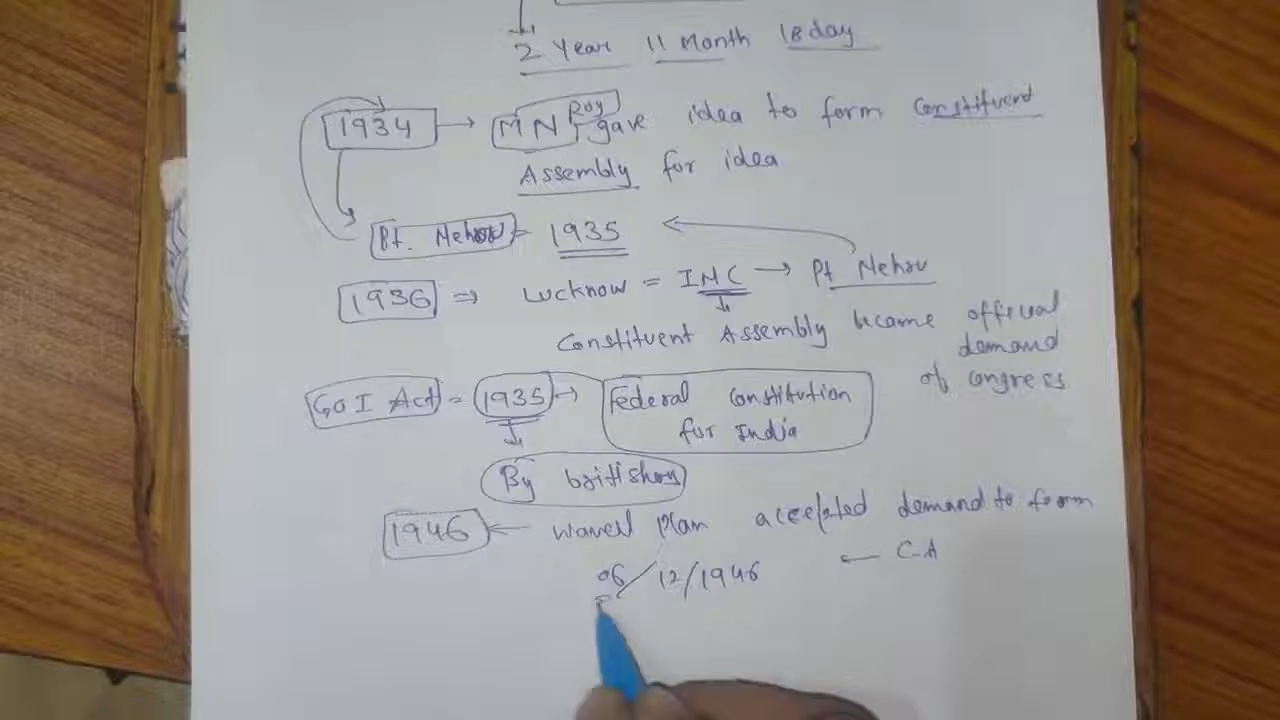 2 Year 11 Month 18 day
1934 → MN Roy gave idea to form Constituent
Assembly for idea
Pt. Nehru = 1935
1936 ⇒ Lucknow = INC → Pt Nehru
Constituent Assembly became official
demand
of congress
GOI Act = 1935 → Federal Constitution
for India
By britishers
1946 ← Wavell Plan accepted demand to form
← C.A
06/12/1946